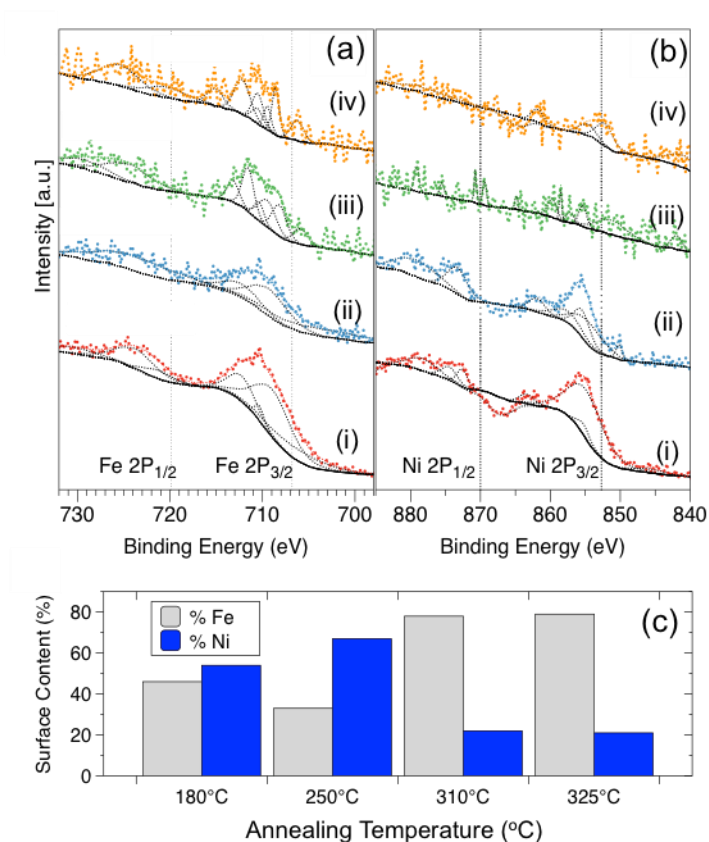 (a)
(b)
(iv)
(iv)
(iii)
(iii)
(ii)
(ii)
(i)
(i)
Intensity [a.u.]
Fe 2P1/2
Fe 2P3/2
Ni 2P1/2
Ni 2P3/2
730
720
710
700
880
870
860
850
840
Binding Energy (eV)
Binding Energy (eV)
(c)
% Fe
% Ni
Surface Content (%)
80
60
40
20
0
180°C
250°C
310°C
325°C
Annealing Temperature (°C)